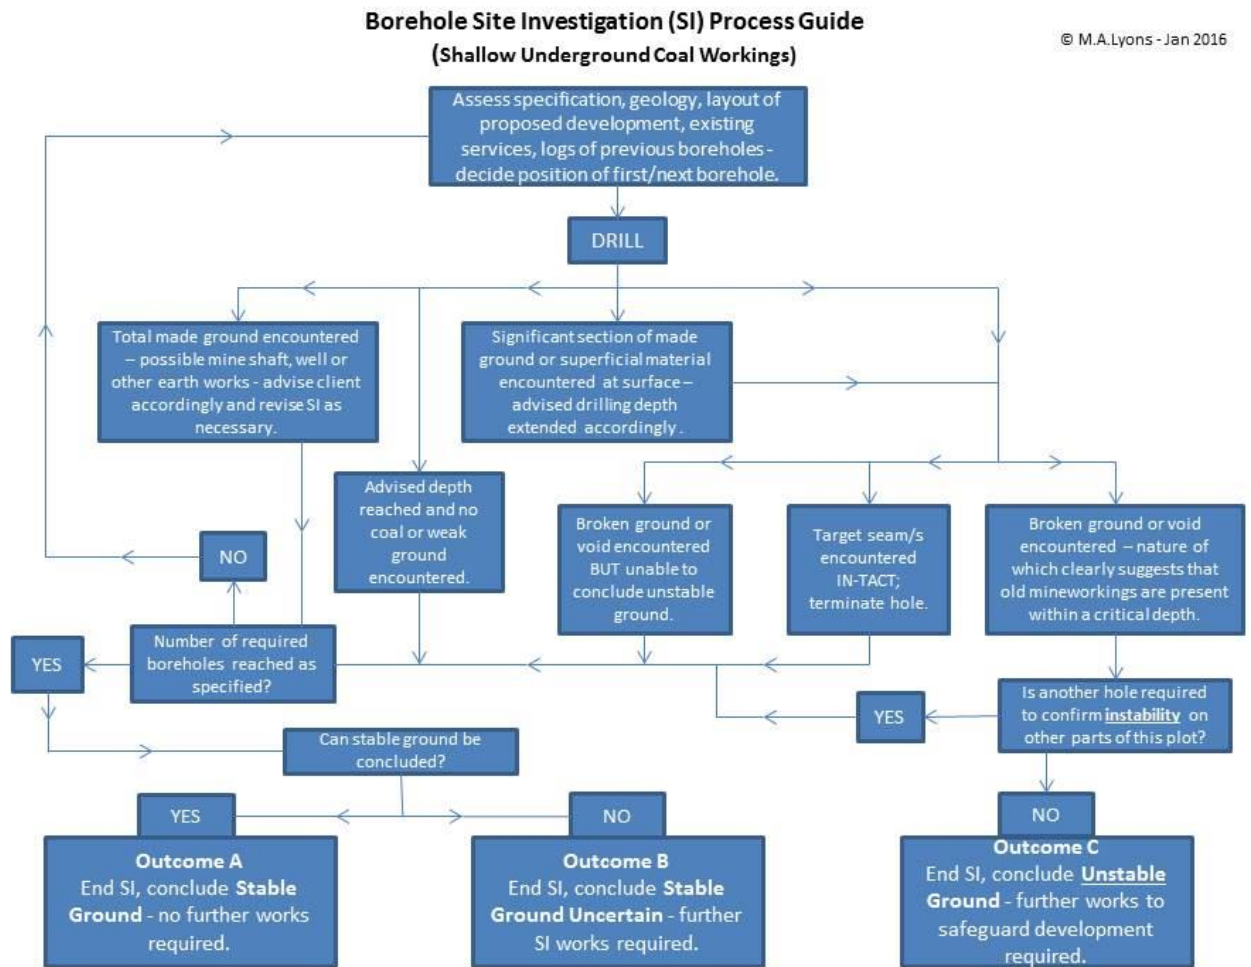 Borehole Site Investigation (SI) Process Guide
(Shallow Underground Coal Workings)
© M.A.Lyons - Jan 2016
Assess specification, geology, layout of
proposed development, existing
services, logs of previous boreholes -
decide position of first/next borehole.
DRILL
Total made ground encountered
– possible mine shaft, well or
other earth works - advise client
accordingly and revise SI as
necessary.
Significant section of made
ground or superficial material
encountered at surface –
advised drilling depth
extended accordingly .
Advised depth
reached and no
coal or weak
ground
encountered.
Broken ground or
void encountered
BUT unable to
conclude unstable
ground.
Target seam/s
encountered
IN-TACT;
terminate hole.
Broken ground or void
encountered – nature of
which clearly suggests that
old mineworkings are present
within a critical depth.
NO
YES
Number of required
boreholes reached as
specified?
Is another hole required
to confirm instability on
other parts of this plot?
YES
Can stable ground be
concluded?
YES
NO
NO
Outcome A
End SI, conclude Stable
Ground - no further works
required.
Outcome B
End SI, conclude Stable
Ground Uncertain - further
SI works required.
Outcome C
End SI, conclude Unstable
Ground - further works to
safeguard development
required.